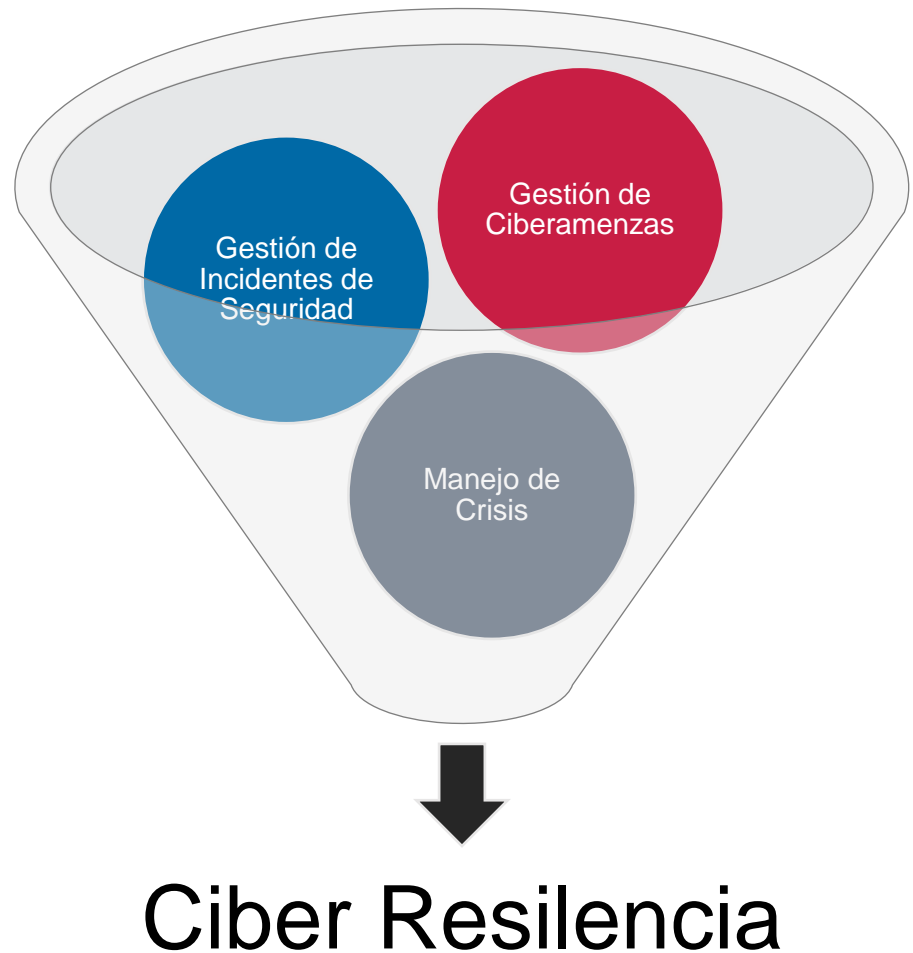 Gestión de
Ciberamenzas
Gestión de
Incidentes de
Seguridad
Manejo de
Crisis
Ciber Resilencia